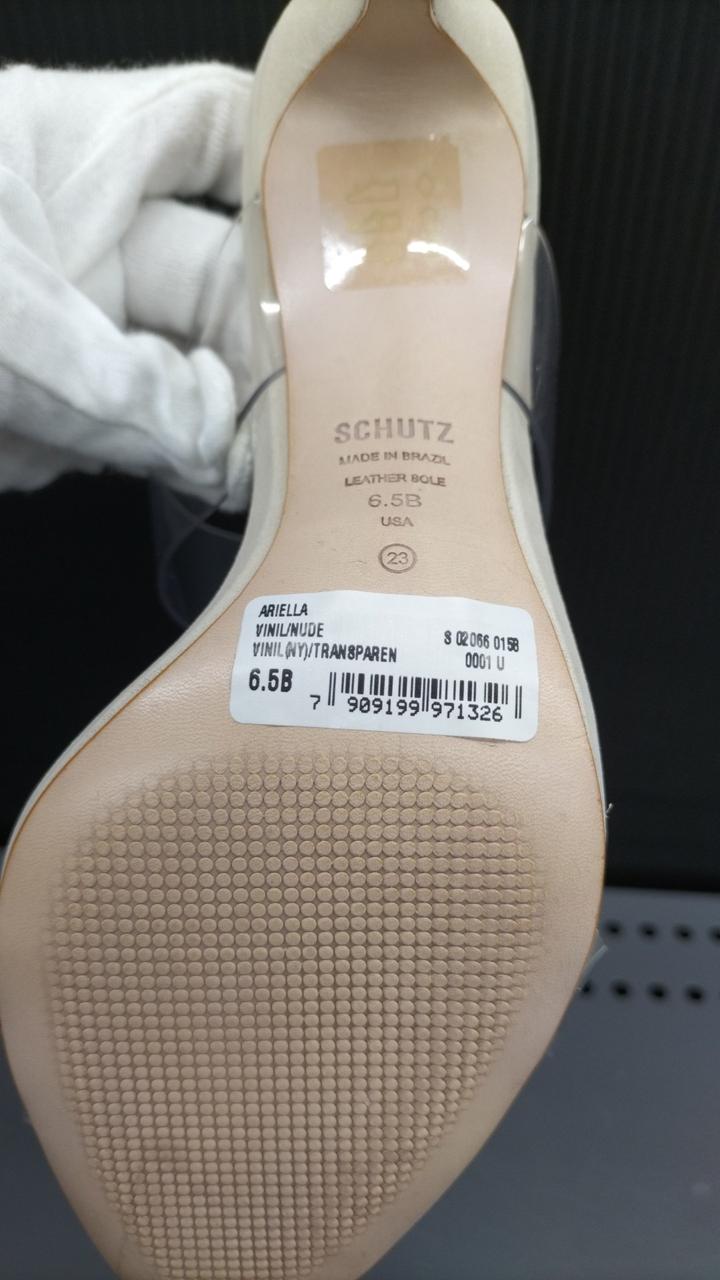 SCHUTZ
MADE IN BRAZIL
LEATHER SOLE
6.5B
USA
23
ARIELLA
VINIL/NUDE
VINIL(NY)/TRANSPAREN
S 02066 0158
0001 U
6.5B
7 909199 971326